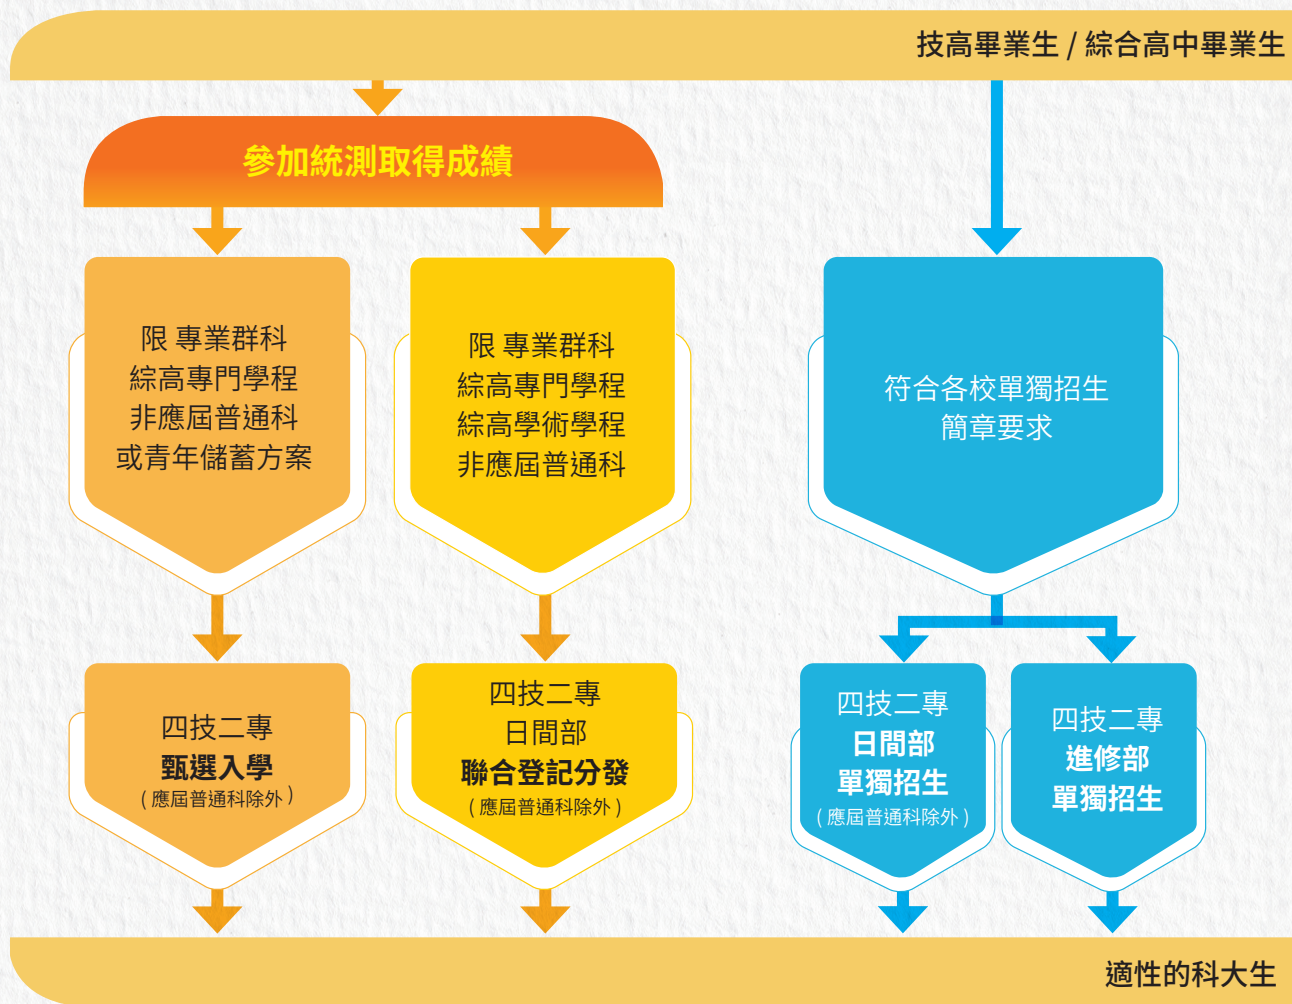 技高畢業生 / 綜合高中畢業生
參加統測取得成績
限 專業群科
綜高專門學程
非應屆普通科
或青年儲蓄方案
限 專業群科
綜高專門學程
綜高學術學程
非應屆普通科
符合各校單獨招生
簡章要求
四技二專
甄選入學
( 應屆普通科除外 )
四技二專
日間部
聯合登記分發
( 應屆普通科除外 )
四技二專
日間部
單獨招生
( 應屆普通科除外 )
四技二專
進修部
單獨招生
適性的科大生